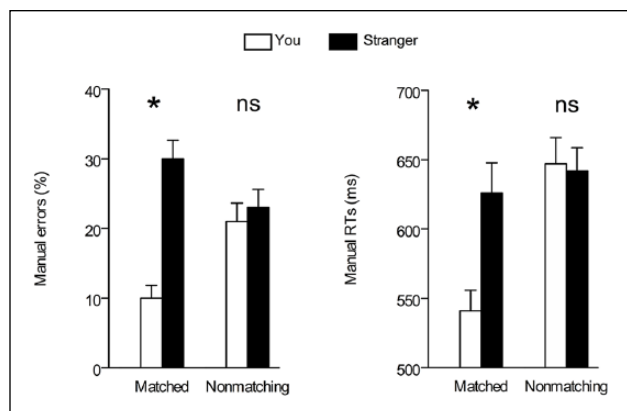 You Stranger
Manual errors (%)
40
30
20
10
0
* ns
Matched Nonmatching
Manual RTs (ms)
700
650
600
550
500
* ns
Matched Nonmatching